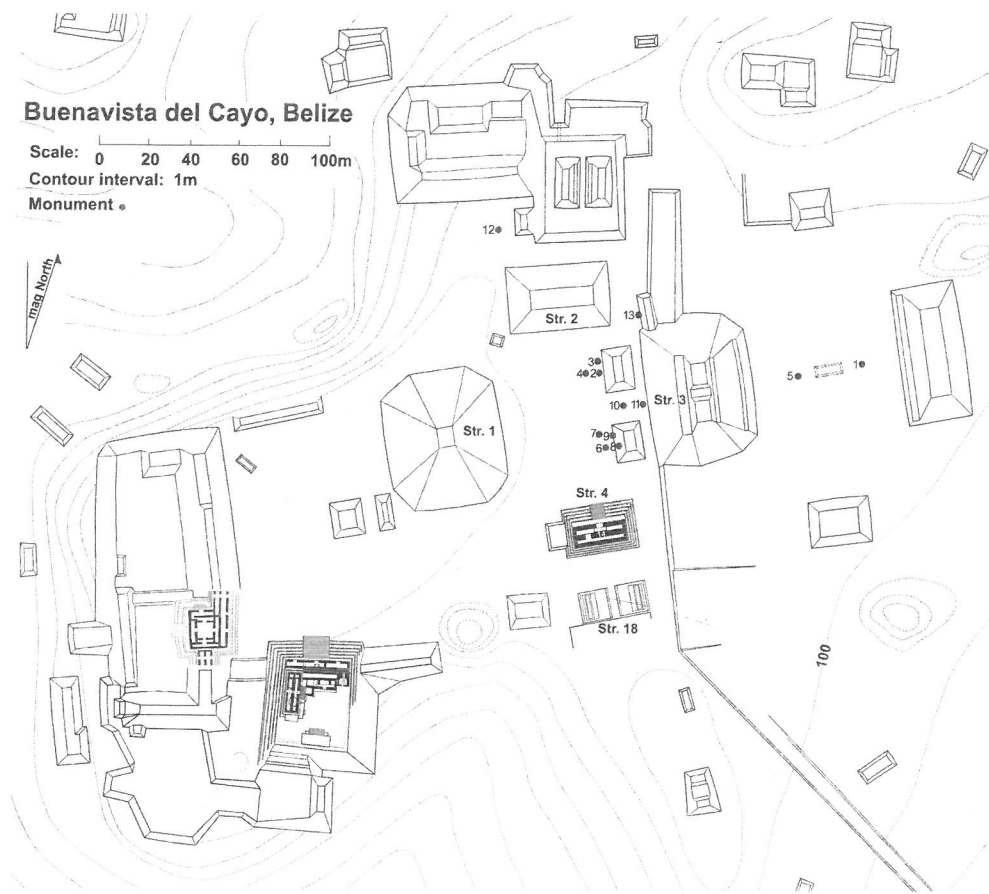 Buenavista del Cayo, Belize
Scale: 0 20 40 60 80 100m
Contour interval: 1m
Monument
mag North
12
Str. 2
13
3
4 2
5
1
10 11
Str. 3
Str. 1
7 9
6 8
Str. 4
Str. 18
100